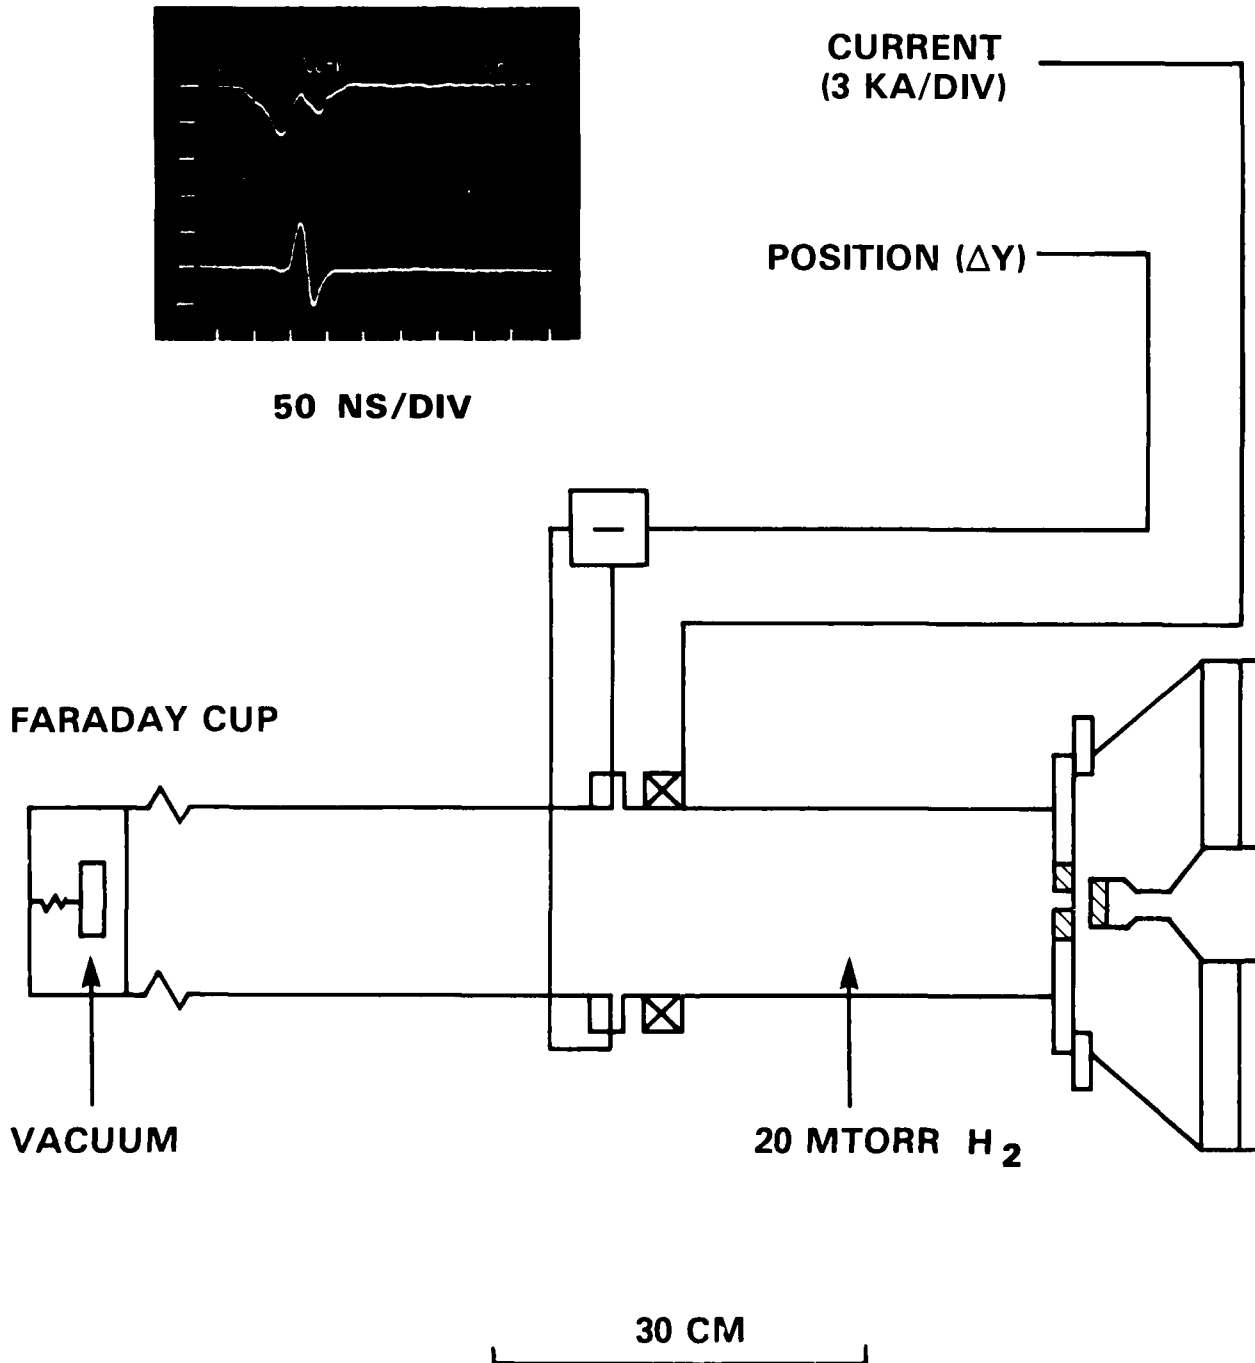 CURRENT
(3 KA/DIV)
POSITION (ΔY)
50 NS/DIV
FARADAY CUP
VACUUM
20 MTORR H2
30 CM